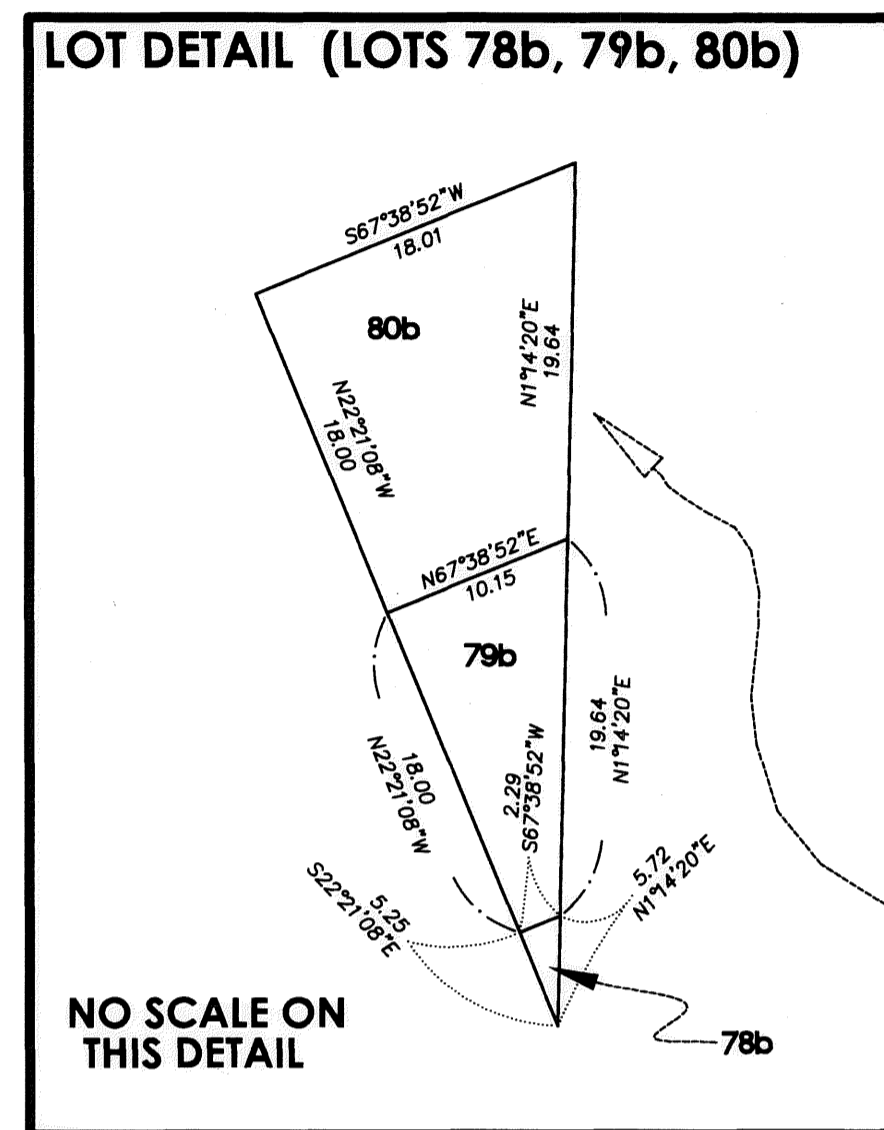 LOT DETAIL (LOTS 78b, 79b, 80b)
S67°38'52"W
18.01
80b
N1°14'20"E
19.64
N22°21'08"W
18.00
N67°38'52"E
10.15
79b
19.64
N1°14'20"E
18.00
N22°21'08"W
2.29
S67°38'52"W
5.72
N1°14'20"E
5.25
S22°21'08"E
NO SCALE ON
THIS DETAIL
78b